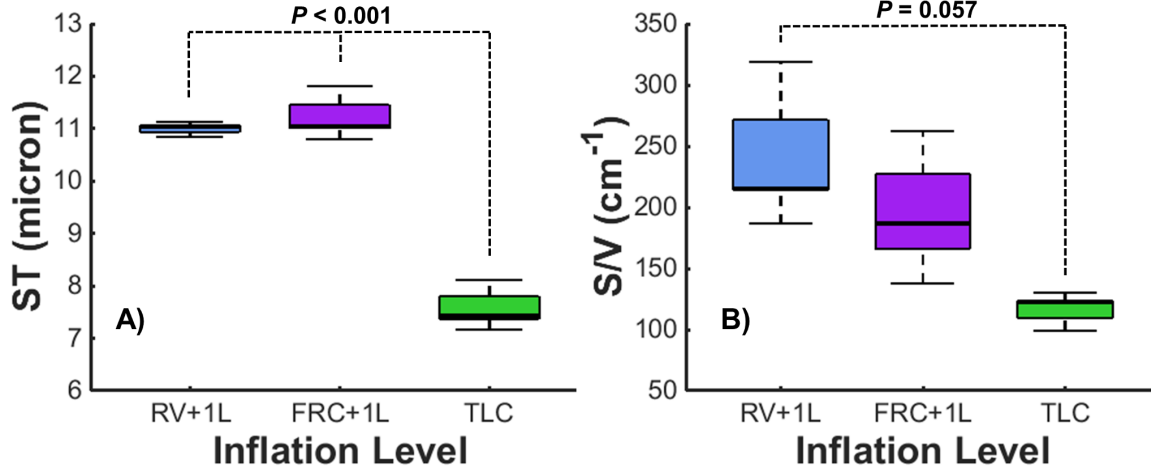 P < 0.001
13
12
11
10
9
8
7
6
ST (micron)
A)
RV+1L FRC+1L TLC
Inflation Level
P = 0.057
350
300
250
200
150
100
50
S/V (cm⁻¹)
B)
RV+1L FRC+1L TLC
Inflation Level